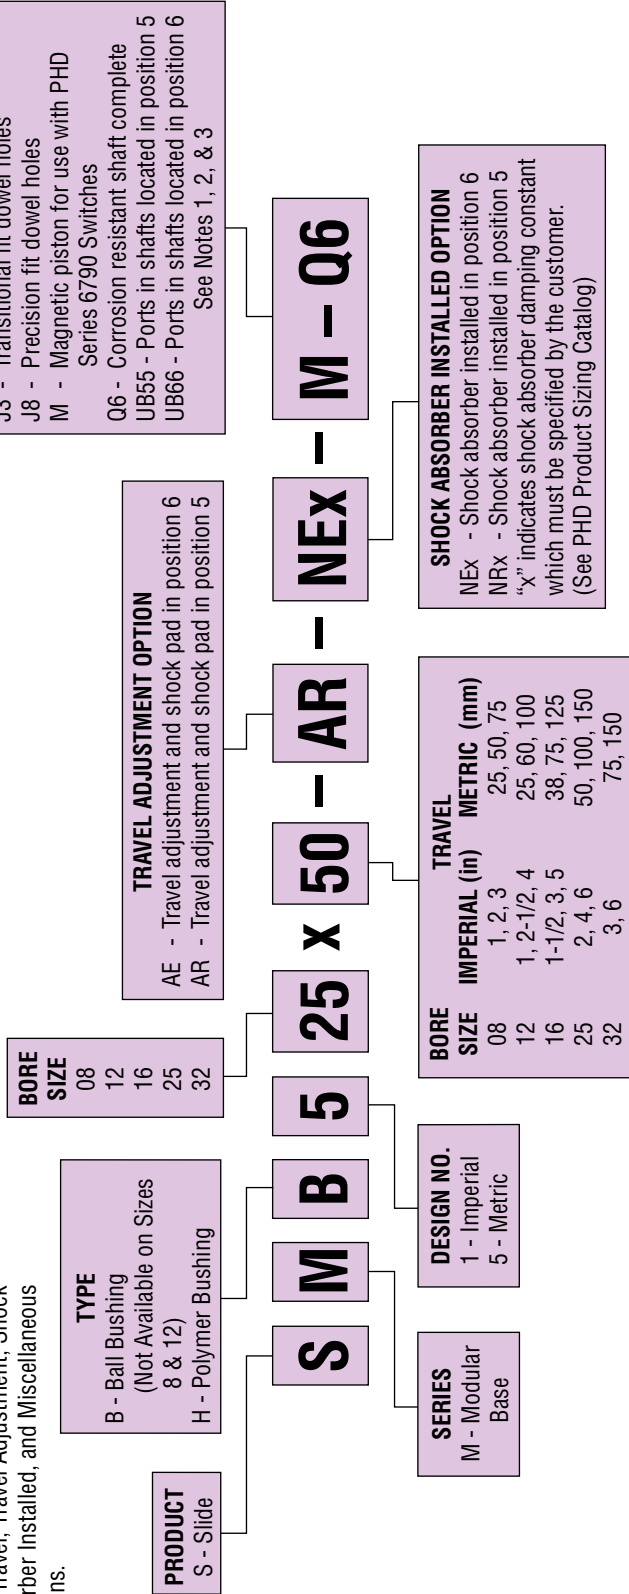 Travel, Travel Adjustment, Shock
rber Installed, and Miscellaneous
ns.
PRODUCT
S - Slide
TYPE
B - Ball Bushing
(Not Available on Sizes
8 & 12)
H - Polymer Bushing
BORE
SIZE
08
12
16
25
32
TRAVEL ADJUSTMENT OPTION
AE - Travel adjustment and shock pad in position 6
AR - Travel adjustment and shock pad in position 5
J3 - Transitional fit dowel holes
J8 - Precision fit dowel holes
M - Magnetic piston for use with PHD
Series 6790 Switches
Q6 - Corrosion resistant shaft complete
UB55 - Ports in shafts located in position 5
UB66 - Ports in shafts located in position 6
See Notes 1, 2, & 3
S M B 5 25 x 50 – AR – NEx – M – Q6
SERIES
M - Modular
Base
DESIGN NO.
1 - Imperial
5 - Metric
BORE TRAVEL
SIZE IMPERIAL (in) METRIC (mm)
08 1, 2, 3 25, 50, 75
12 1, 2-1/2, 4 25, 60, 100
16 1-1/2, 3, 5 38, 75, 125
25 2, 4, 6 50, 100, 150
32 3, 6 75, 150
SHOCK ABSORBER INSTALLED OPTION
NEx - Shock absorber installed in position 6
NRx - Shock absorber installed in position 5
“x” indicates shock absorber damping constant
which must be specified by the customer.
(See PHD Product Sizing Catalog)